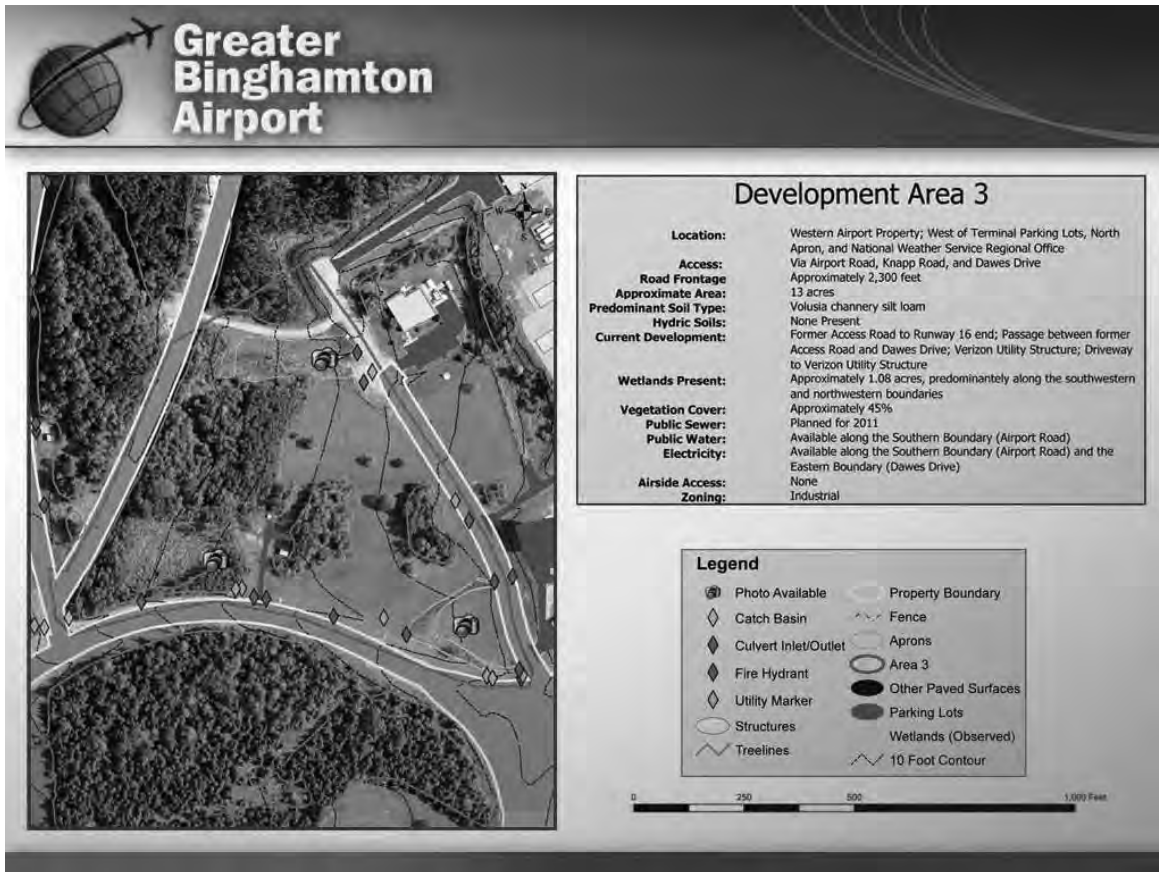 Greater
Binghamton
Airport
N
W
E
S
Development Area 3
Location: Western Airport Property; West of Terminal Parking Lots, North
Apron, and National Weather Service Regional Office
Access: Via Airport Road, Knapp Road, and Dawes Drive
Road Frontage Approximately 2,300 feet
Approximate Area: 13 acres
Predominant Soil Type: Volusia channery silt loam
Hydric Soils: None Present
Current Development: Former Access Road to Runway 16 end; Passage between former
Access Road and Dawes Drive; Verizon Utility Structure; Driveway
to Verizon Utility Structure
Wetlands Present: Approximately 1.08 acres, predominantely along the southwestern
and northwestern boundaries
Vegetation Cover: Approximately 45%
Public Sewer: Planned for 2011
Public Water: Available along the Southern Boundary (Airport Road)
Electricity: Available along the Southern Boundary (Airport Road) and the
Eastern Boundary (Dawes Drive)
Airside Access: None
Zoning: Industrial
Legend
Photo Available
Catch Basin
Culvert Inlet/Outlet
Fire Hydrant
Utility Marker
Structures
Treelines
Property Boundary
Fence
Aprons
Area 3
Other Paved Surfaces
Parking Lots
Wetlands (Observed)
10 Foot Contour
0 250 500 1,000 Feet